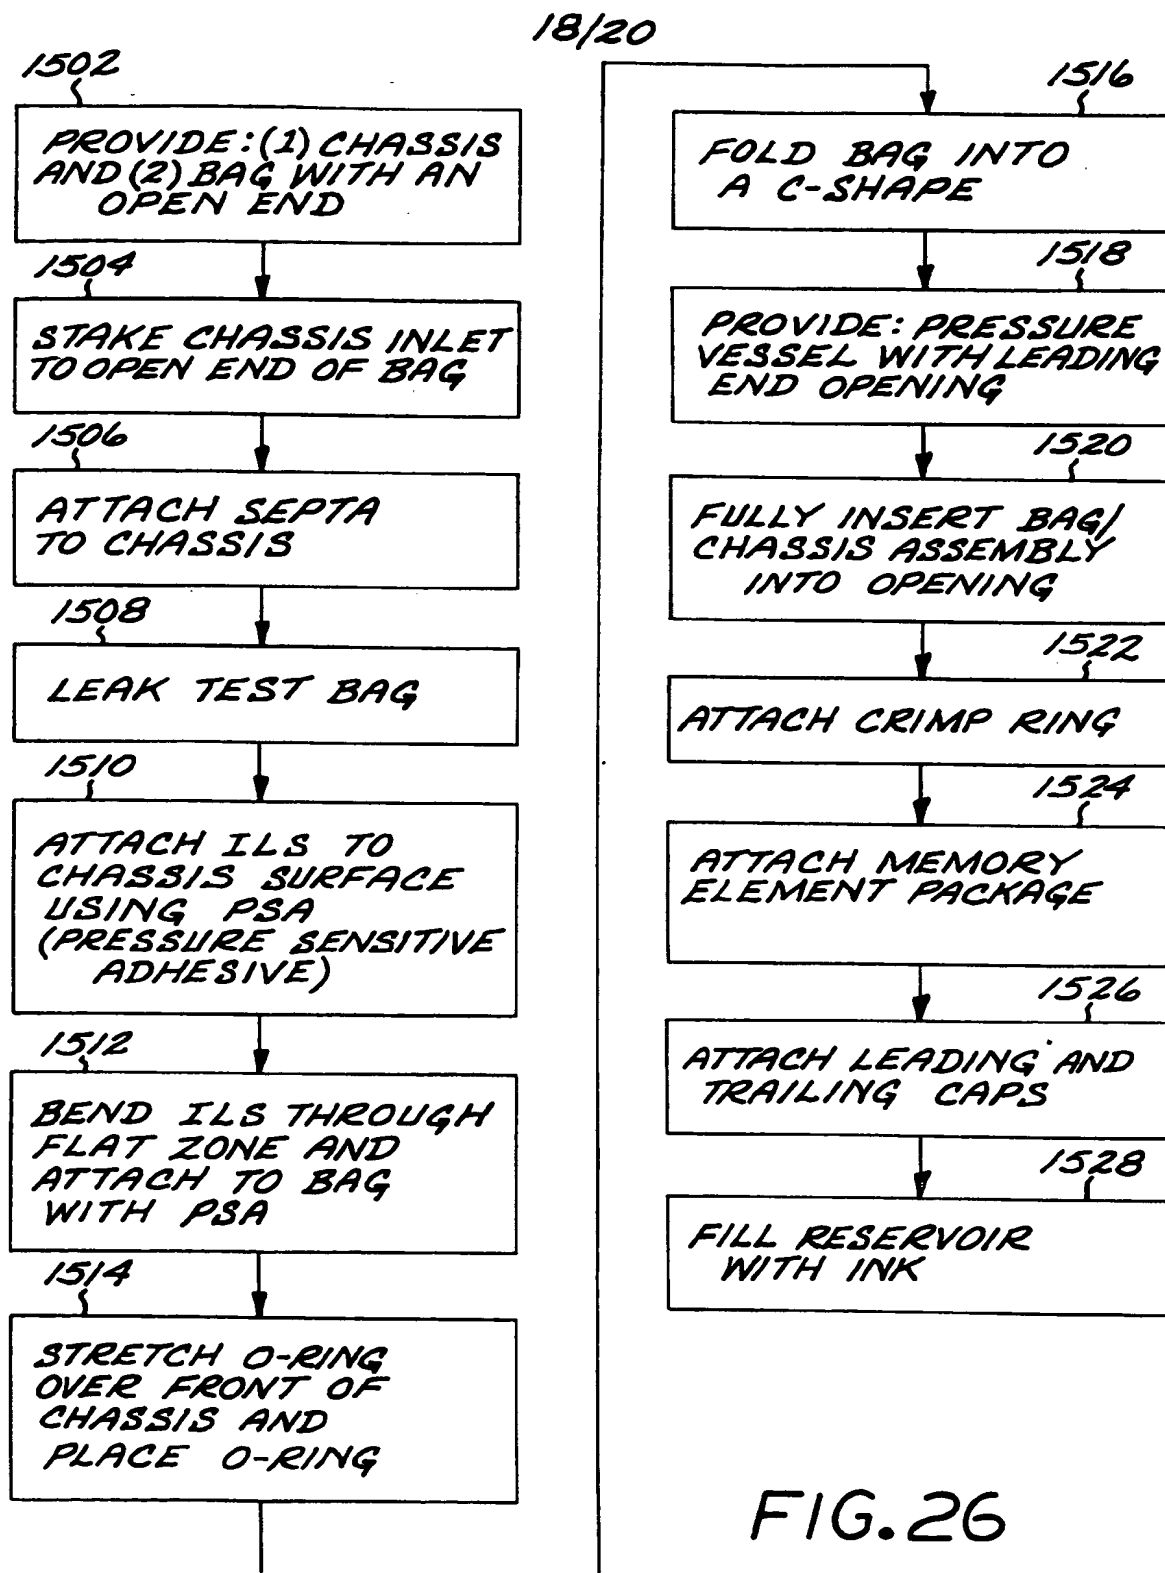 18/20
1502
PROVIDE:(1) CHASSIS
AND (2) BAG WITH AN
OPEN END
1504
STAKE CHASSIS INLET
TO OPEN END OF BAG
1506
ATTACH SEPTA
TO CHASSIS
1508
LEAK TEST BAG
1510
ATTACH ILS TO
CHASSIS SURFACE
USING PSA
(PRESSURE SENSITIVE
ADHESIVE)
1512
BEND ILS THROUGH
FLAT ZONE AND
ATTACH TO BAG
WITH PSA
1514
STRETCH O-RING
OVER FRONT OF
CHASSIS AND
PLACE O-RING
1516
FOLD BAG INTO
A C-SHAPE
1518
PROVIDE: PRESSURE
VESSEL WITH LEADING
END OPENING
1520
FULLY INSERT BAG/
CHASSIS ASSEMBLY
INTO OPENING
1522
ATTACH CRIMP RING
1524
ATTACH MEMORY
ELEMENT PACKAGE
1526
ATTACH LEADING AND
TRAILING CAPS
1528
FILL RESERVOIR
WITH INK
FIG.26